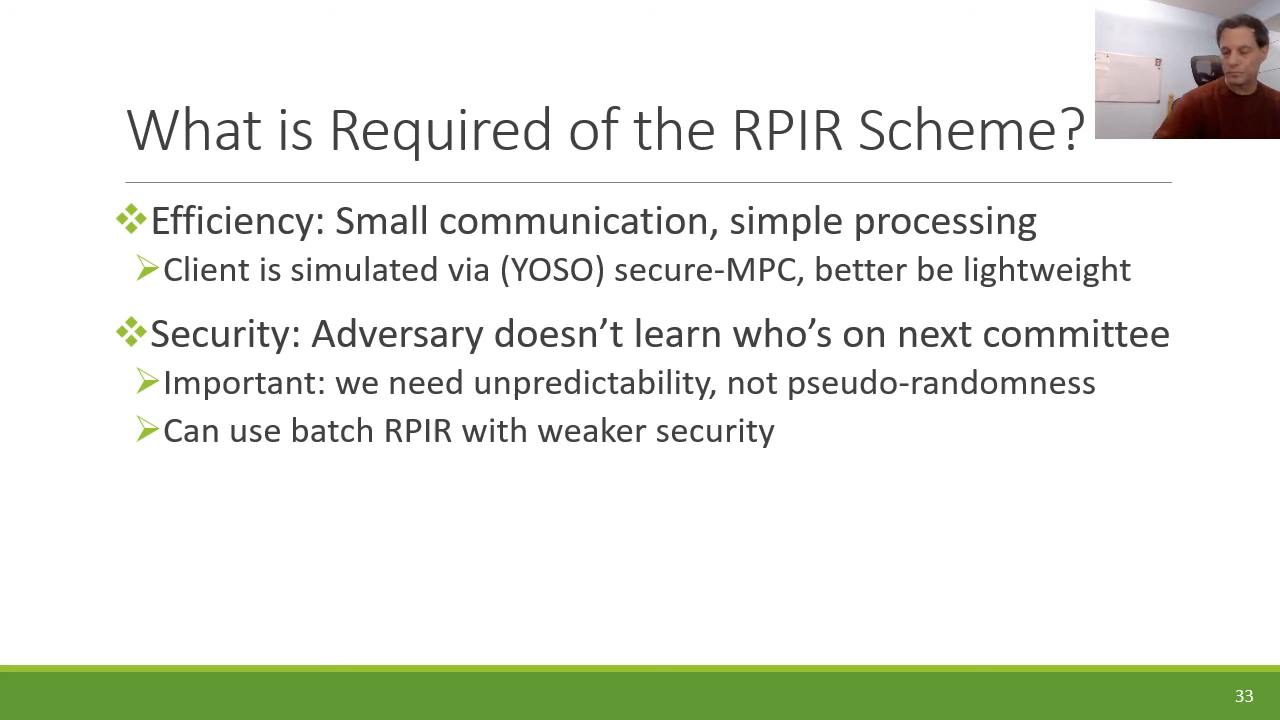 What is Required of the RPIR Scheme?
Efficiency: Small communication, simple processing
Client is simulated via (YOSO) secure-MPC, better be lightweight
Security: Adversary doesn’t learn who’s on next committee
Important: we need unpredictability, not pseudo-randomness
Can use batch RPIR with weaker security
33